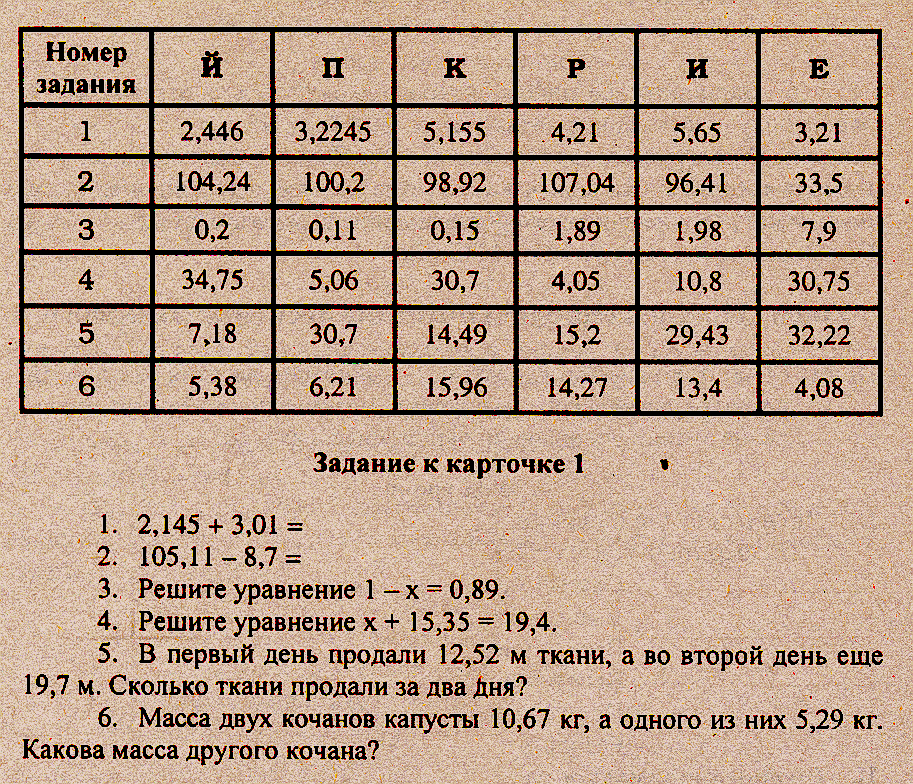 Номер задания Й П К Р И Е
1 2,446 3,2245 5,155 4,21 5,65 3,21
2 104,24 100,2 98,92 107,04 96,41 33,5
3 0,2 0,11 0,15 1,89 1,98 7,9
4 34,75 5,06 30,7 4,05 10,8 30,75
5 7,18 30,7 14,49 15,2 29,43 32,22
6 5,38 6,21 15,96 14,27 13,4 4,08
Задание к карточке 1
1. 2,145 + 3,01 =
2. 105,11 – 8,7 =
3. Решите уравнение 1 – х = 0,89.
4. Решите уравнение х + 15,35 = 19,4.
5. В первый день продали 12,52 м ткани, а во второй день еще
19,7 м. Сколько ткани продали за два дня?
6. Масса двух кочанов капусты 10,67 кг, а одного из них 5,29 кг.
Какова масса другого кочана?